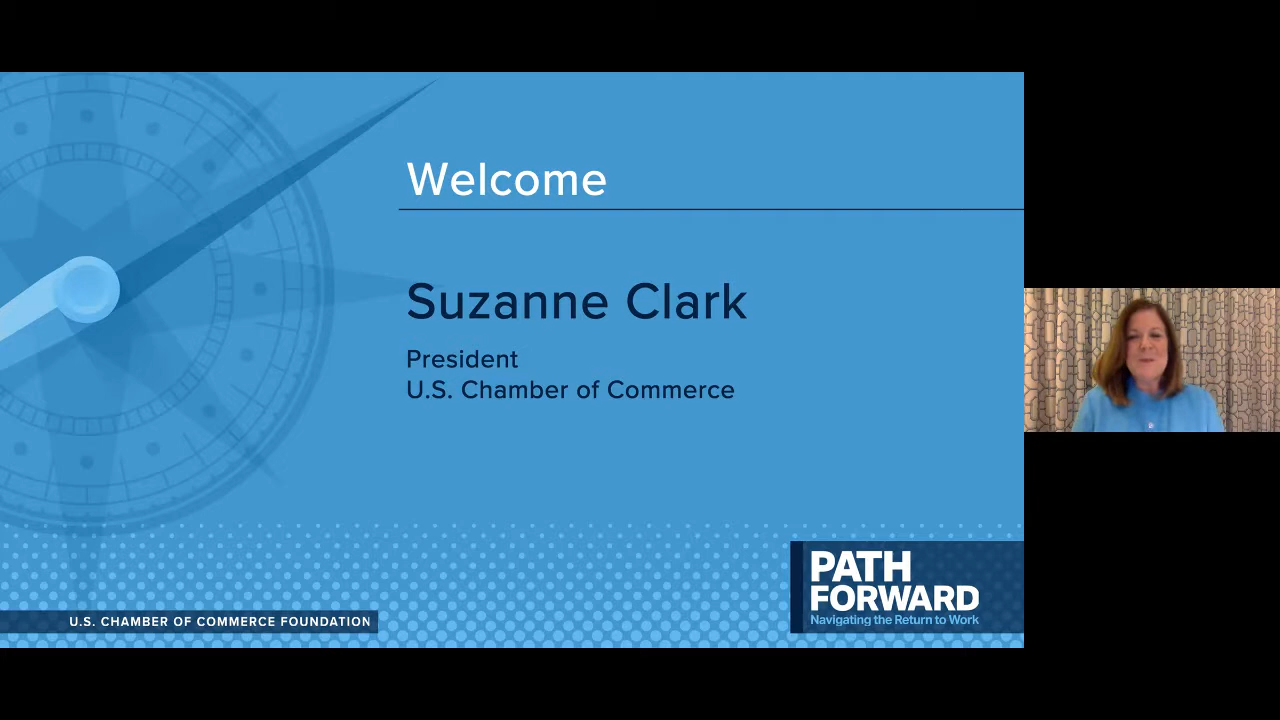 Welcome
Suzanne Clark
President
U.S. Chamber of Commerce
PATH
FORWARD
Navigating the Return to Work
U.S. CHAMBER OF COMMERCE FOUNDATION